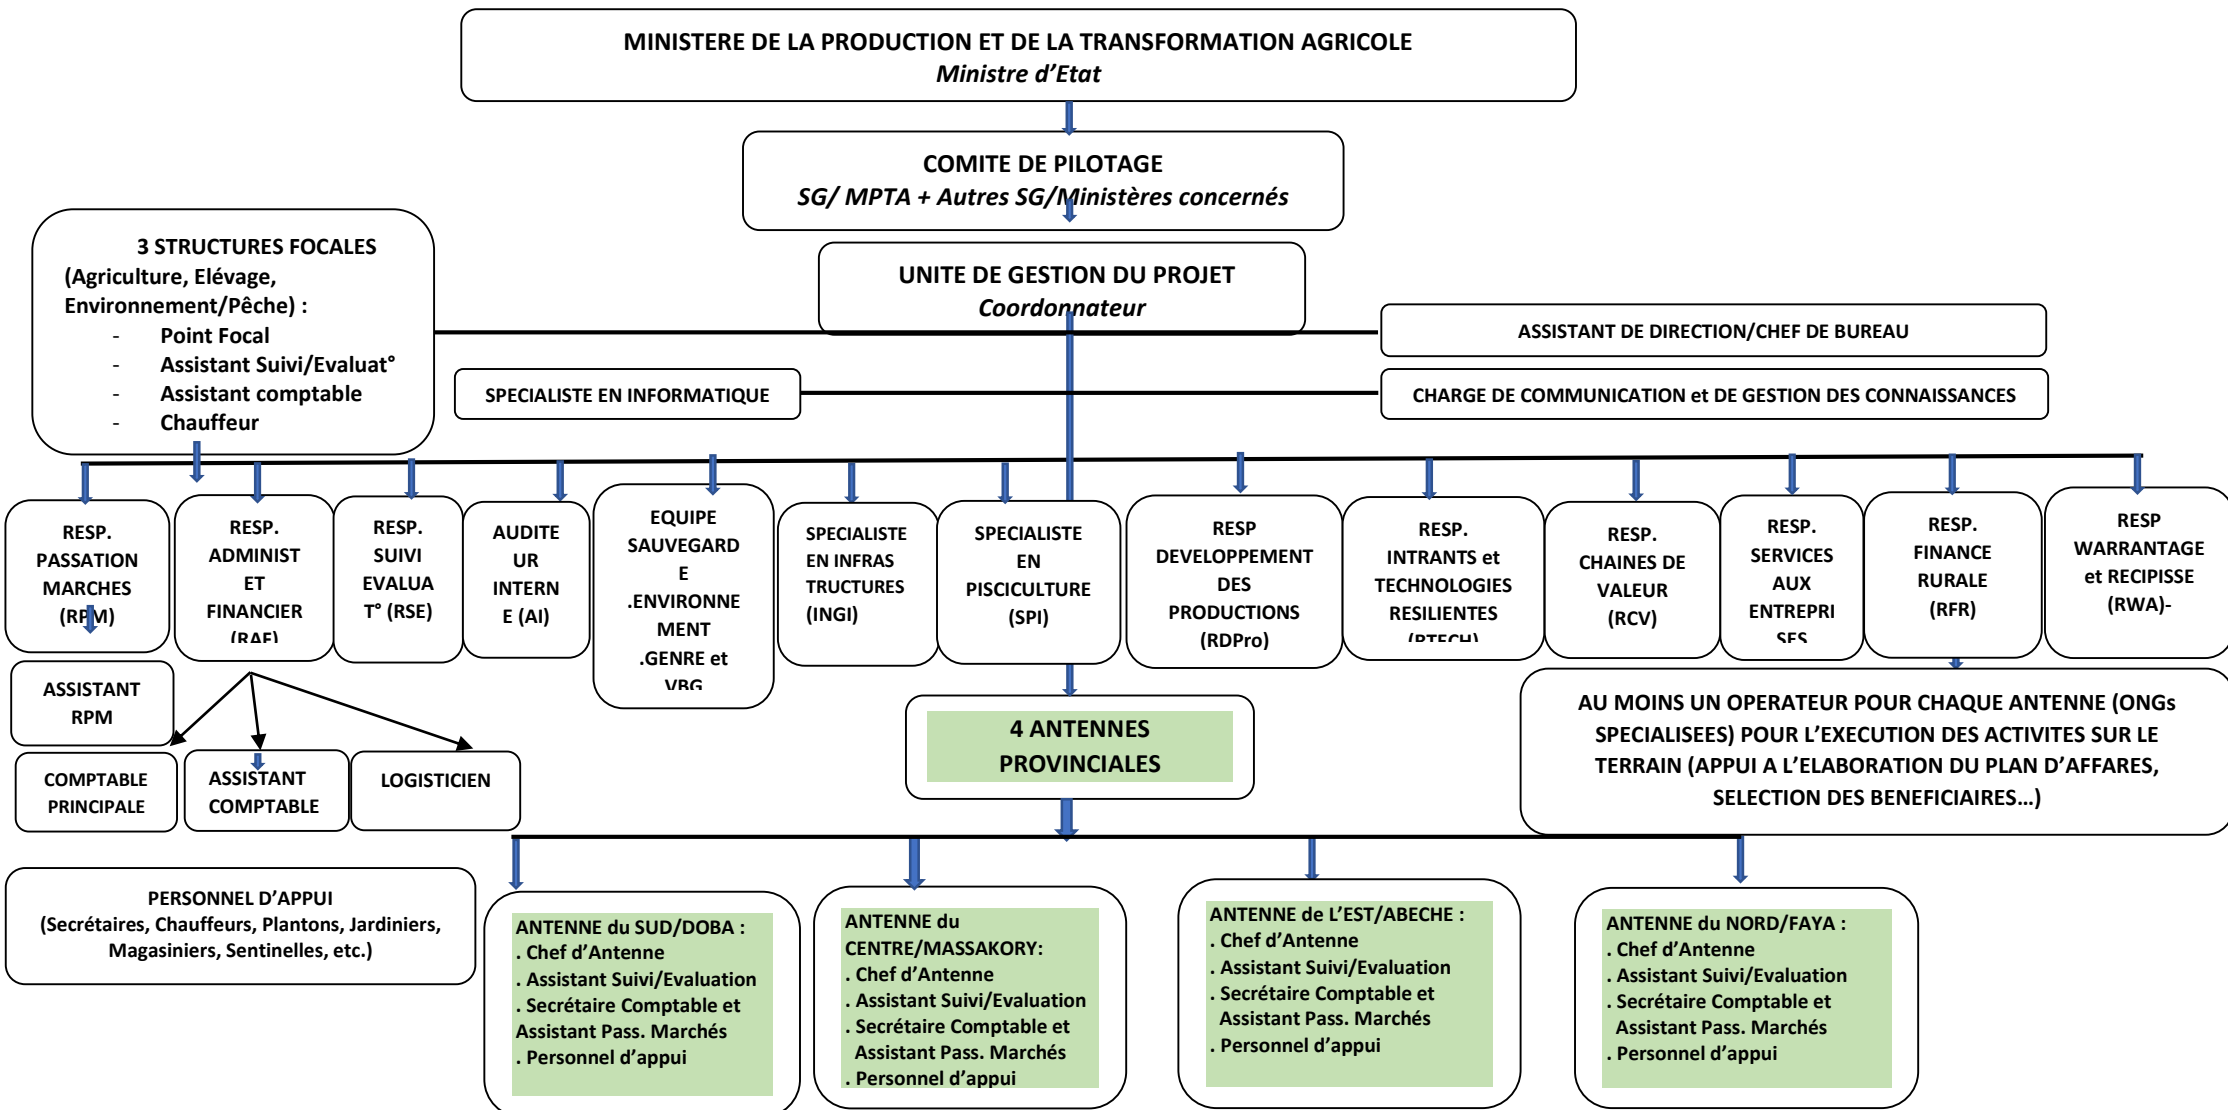 MINISTERE DE LA PRODUCTION ET DE LA TRANSFORMATION AGRICOLE
Ministre d'Etat
COMITE DE PILOTAGE
SG/ MPTA + Autres SG/Ministères concernés
3 STRUCTURES FOCALES
(Agriculture, Elévage,
Environnement/Pêche) :
- Point Focal
- Assistant Suivi/Evaluat°
- Assistant comptable
- Chauffeur
UNITE DE GESTION DU PROJET
Coordonnateur
ASSISTANT DE DIRECTION/CHEF DE BUREAU
SPECIALISTE EN INFORMATIQUE
CHARGE DE COMMUNICATION et DE GESTION DES CONNAISSANCES
RESP.
PASSATION
MARCHES
(RPM)
RESP.
ADMINIST
ET
FINANCIER
(RAF)
RESP.
SUIVI
EVALUA
T° (RSE)
AUDITE
UR
INTERN
E (AI)
EQUIPE
SAUVEGARD
E
.ENVIRONNE
MENT
.GENRE et
VBG
SPECIALISTE
EN INFRAS
TRUCTURES
(INGI)
SPECIALISTE
EN
PISCICULTURE
(SPI)
RESP
DEVELOPPEMENT
DES
PRODUCTIONS
(RDPro)
RESP.
INTRANTS et
TECHNOLOGIES
RESILIENTES
(RTECH)
RESP.
CHAINES DE
VALEUR
(RCV)
RESP.
SERVICES
AUX
ENTREPRI
SES
RESP.
FINANCE
RURALE
(RFR)
RESP
WARRANTAGE
et RECIPISSE
(RWA)-
ASSISTANT
RPM
COMPTABLE
PRINCIPALE
ASSISTANT
COMPTABLE
LOGISTICIEN
4 ANTENNES
PROVINCIALES
AU MOINS UN OPERATEUR POUR CHAQUE ANTENNE (ONGs
SPECIALISEES) POUR L'EXECUTION DES ACTIVITES SUR LE
TERRAIN (APPUI A L'ELABORATION DU PLAN D'AFFARES,
SELECTION DES BENEFICIAIRES...)
PERSONNEL D'APPUI
(Secrétaires, Chauffeurs, Plantons, Jardiniers,
Magasiniers, Sentinelles, etc.)
ANTENNE du SUD/DOBA :
. Chef d'Antenne
. Assistant Suivi/Evaluation
. Secrétaire Comptable et
Assistant Pass. Marchés
. Personnel d'appui
ANTENNE du
CENTRE/MASSAKORY:
. Chef d'Antenne
. Assistant Suivi/Evaluation
. Secrétaire Comptable et
Assistant Pass. Marchés
. Personnel d'appui
ANTENNE de L'EST/ABECHE :
. Chef d'Antenne
. Assistant Suivi/Evaluation
. Secrétaire Comptable et
Assistant Pass. Marchés
. Personnel d'appui
ANTENNE du NORD/FAYA :
. Chef d'Antenne
. Assistant Suivi/Evaluation
. Secrétaire Comptable et
Assistant Pass. Marchés
. Personnel d'appui